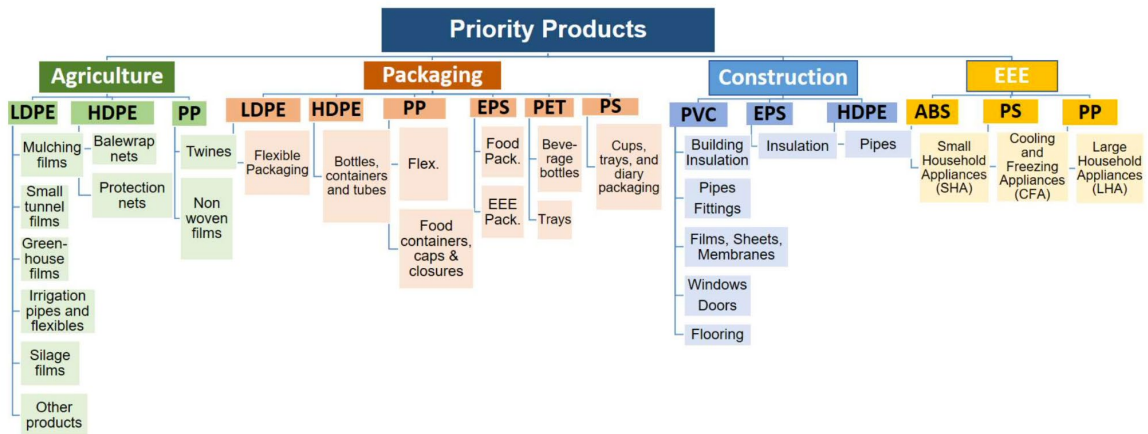 Priority Products
Agriculture
Packaging
Construction
EEE
LDPE
HDPE
PP
LDPE
HDPE
PP
EPS
PET
PS
PVC
EPS
HDPE
ABS
PS
PP
Mulching
films
Small
tunnel
films
Green-
house
films
Irrigation
pipes and
flexibles
Silage
films
Other
products
Balewrap
nets
Protection
nets
Twines
Non
woven
films
Flexible
Packaging
Bottles,
containers
and tubes
Flex.
Food
containers,
caps &
closures
Food
Pack.
EEE
Pack.
Beve-
rage
bottles
Trays
Cups,
trays, and
diary
packaging
Building
Insulation
Pipes
Fittings
Films, Sheets,
Membranes
Windows
Doors
Flooring
Insulation
Pipes
Small
Household
Appliances
(SHA)
Cooling
and
Freezing
Appliances
(CFA)
Large
Household
Appliances
(LHA)